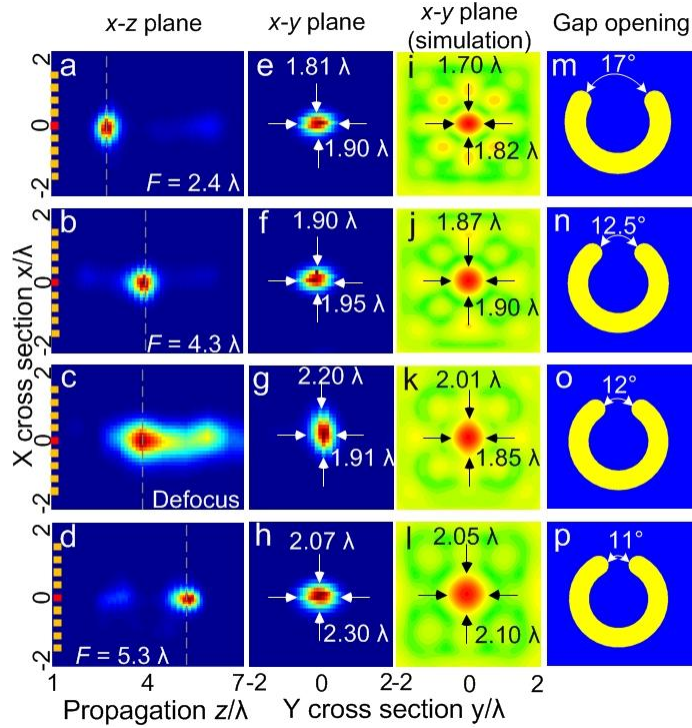 x-z plane
x-y plane
x-y plane
(simulation)
Gap opening
a
F = 2.4 λ
e
1.81 λ
1.90 λ
i
1.70 λ
1.82 λ
m
17°
b
F = 4.3 λ
f
1.90 λ
1.95 λ
j
1.87 λ
1.90 λ
n
12.5°
c
Defocus
g
2.20 λ
1.91 λ
k
2.01 λ
1.85 λ
o
12°
d
F = 5.3 λ
h
2.07 λ
2.30 λ
l
2.05 λ
2.10 λ
p
11°
X cross section x/λ
2
0
-2
2
0
-2
2
0
-2
2
0
-2
1 4 7
-2 0 2
-2 0 2
Propagation z/λ
Y cross section y/λ